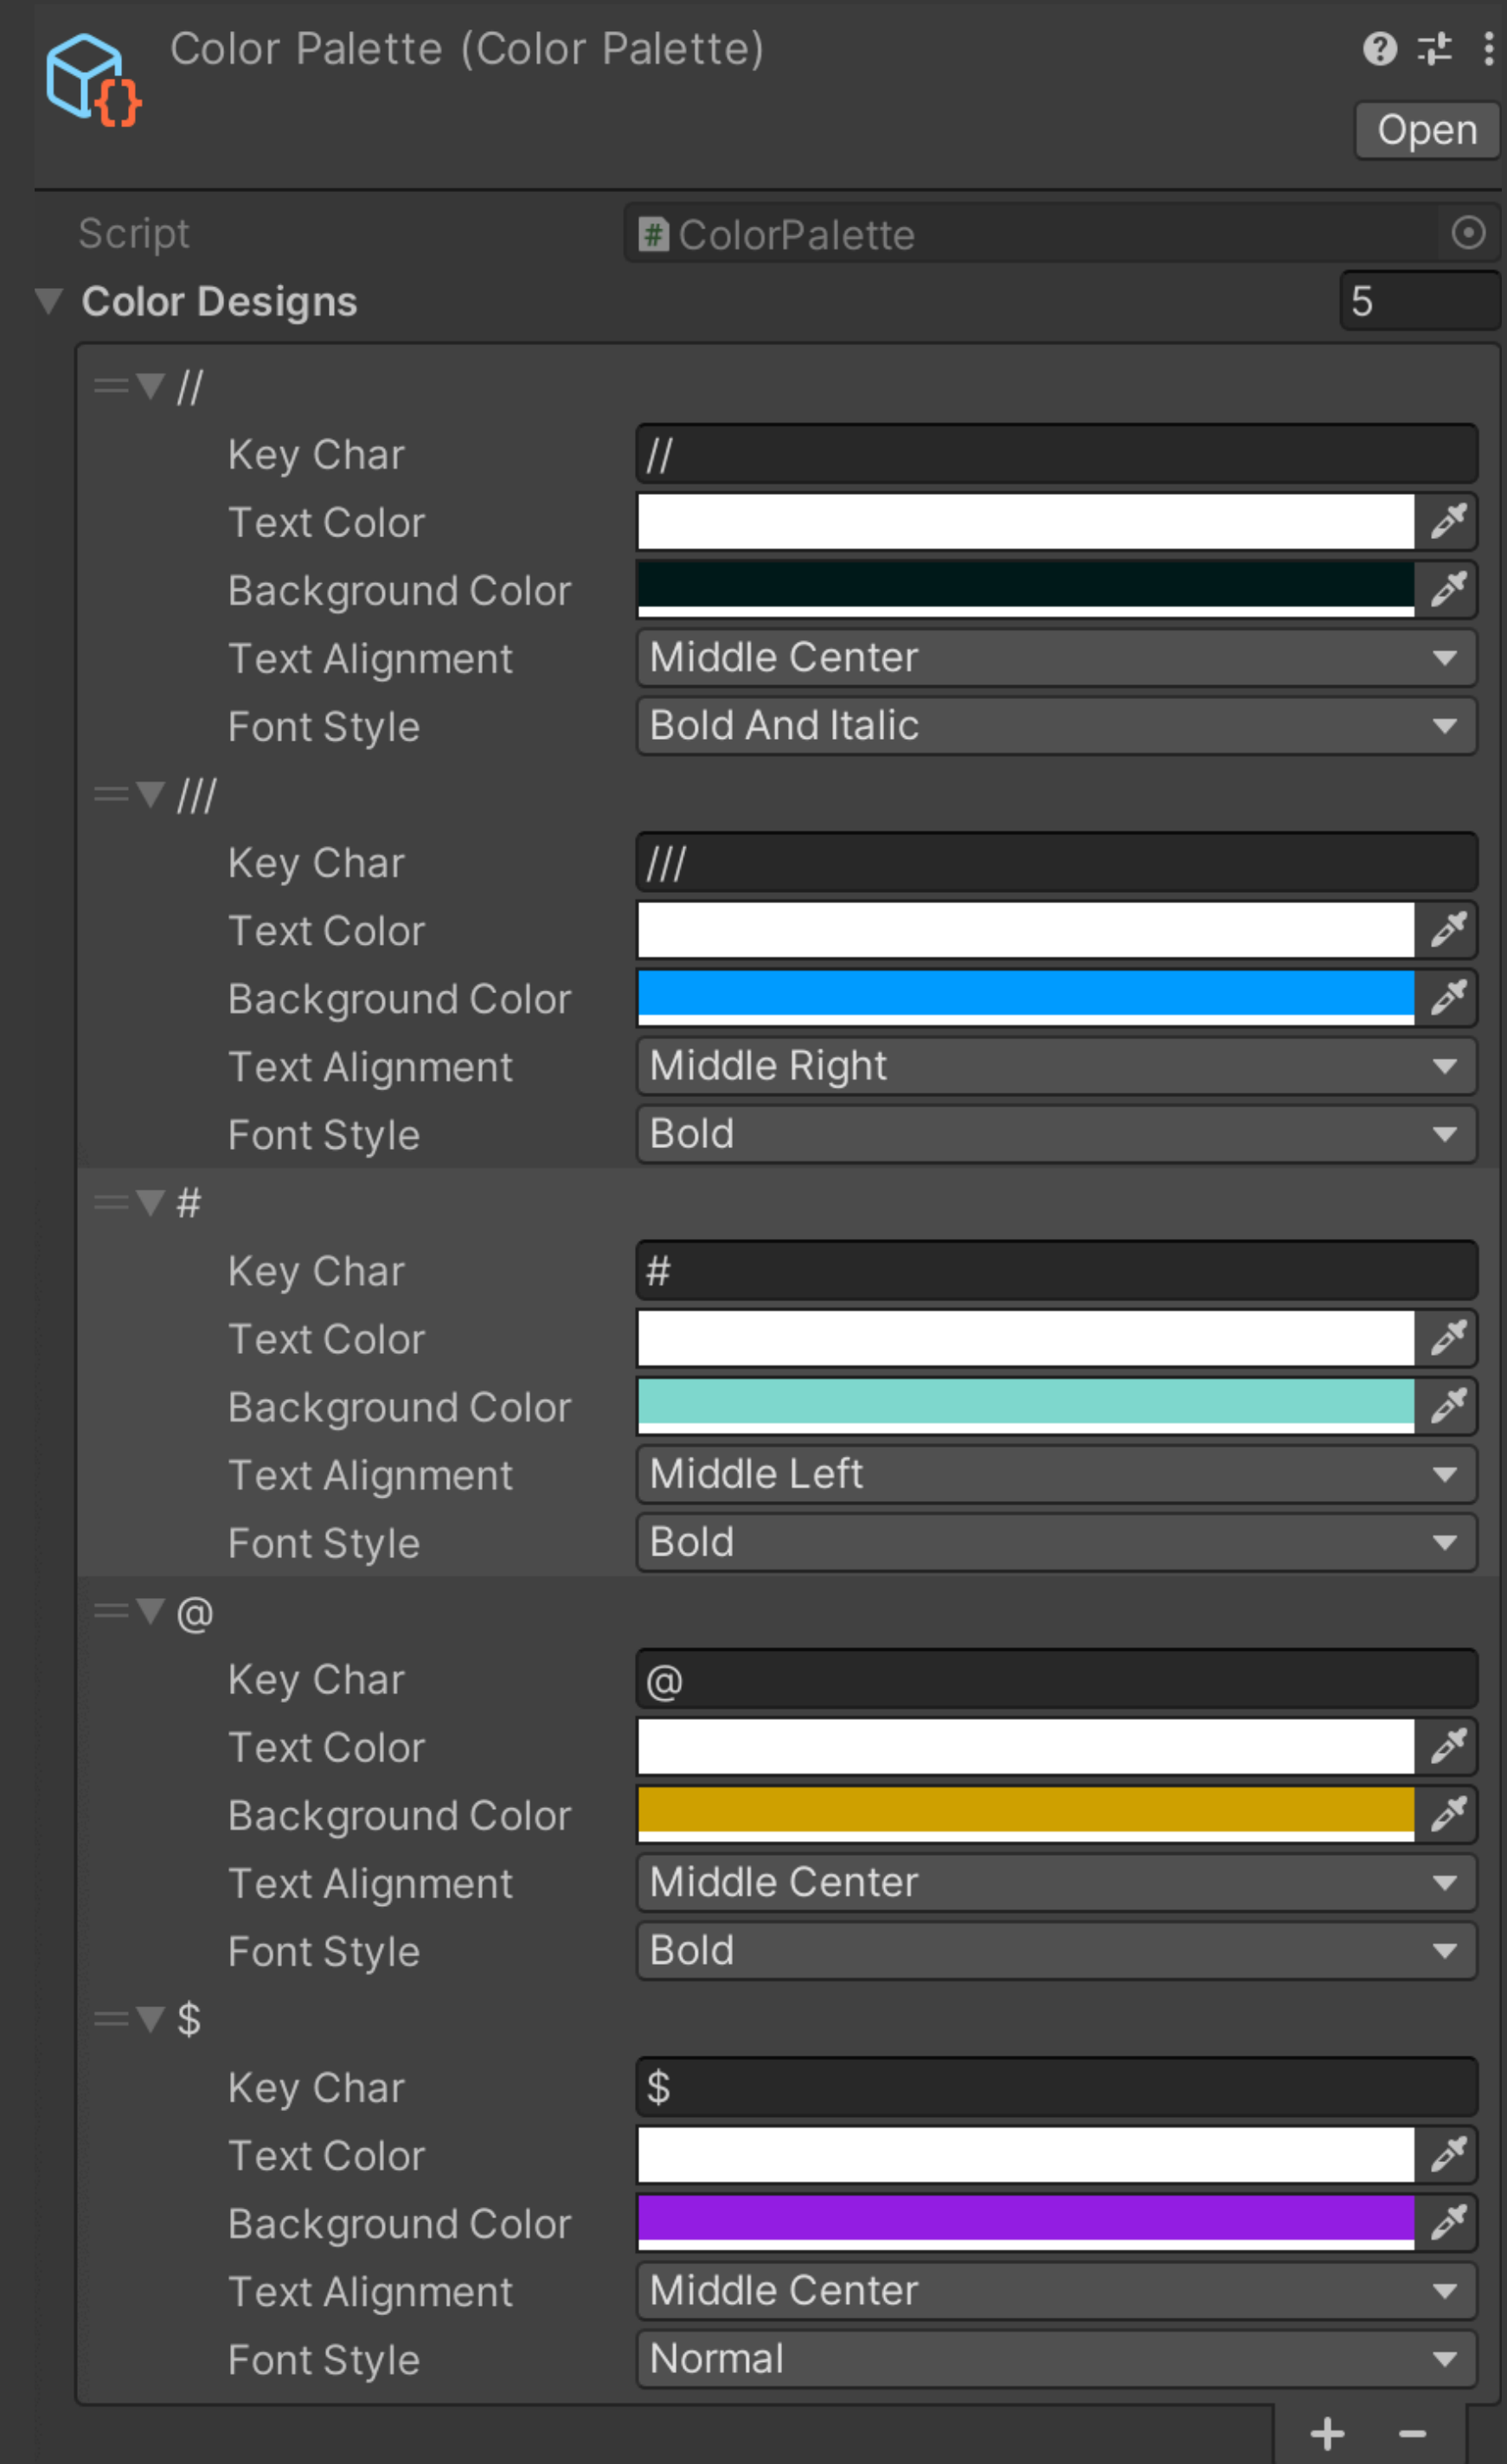 Color Palette (Color Palette)
Open
Script # ColorPalette
Color Designs 5
//
Key Char //
Text Color
Background Color
Text Alignment Middle Center
Font Style Bold And Italic
///
Key Char ///
Text Color
Background Color
Text Alignment Middle Right
Font Style Bold
#
Key Char #
Text Color
Background Color
Text Alignment Middle Left
Font Style Bold
@
Key Char @
Text Color
Background Color
Text Alignment Middle Center
Font Style Bold
$
Key Char $
Text Color
Background Color
Text Alignment Middle Center
Font Style Normal